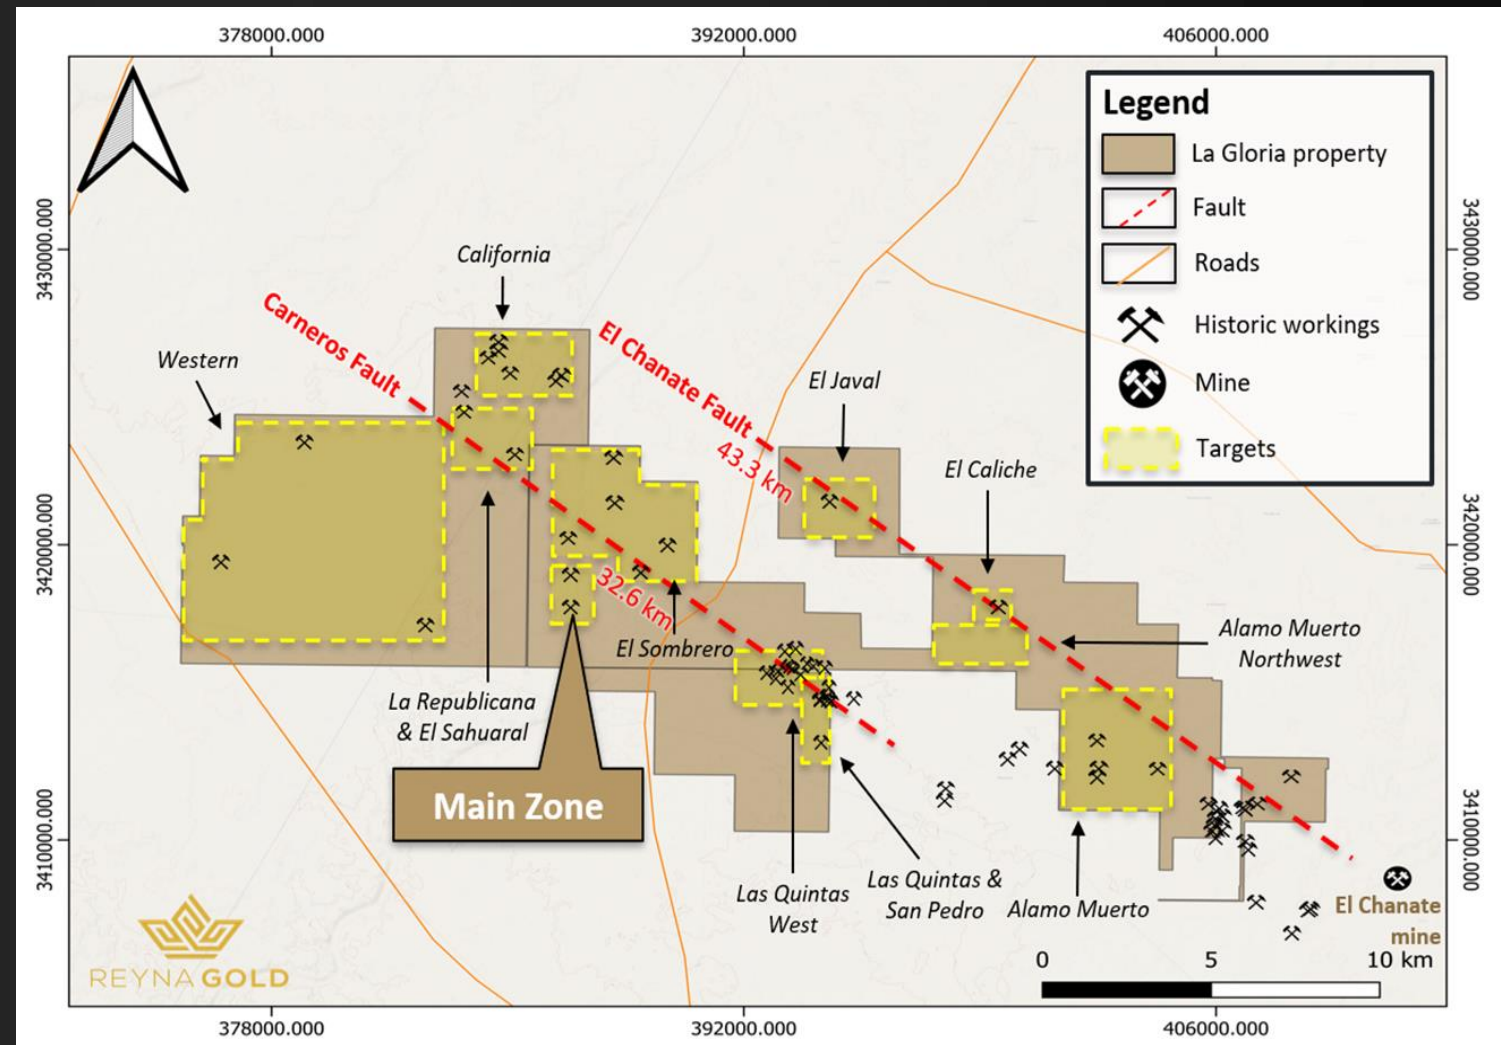 378000.000
392000.000
406000.000
Legend
La Gloria property
Fault
Roads
Historic workings
Mine
Targets
3430000.000
3430000.000
California
Carneros Fault
El Chanate Fault
Western
El Javal
43.3 km
El Caliche
3420000.000
3420000.000
32.6 km
Alamo Muerto
Northwest
El Sombrero
La Republicana
& El Sahuaral
Main Zone
3410000.000
3410000.000
Las Quintas
West
Las Quintas &
San Pedro
Alamo Muerto
El Chanate
mine
REYNA GOLD
0
5
10 km
378000.000
392000.000
406000.000